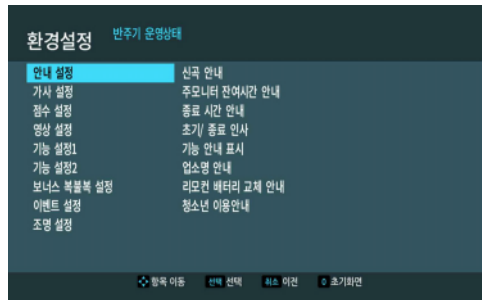 환경설정 반주기 운영상태
안내 설정 신곡 안내
가사 설정 주모니터 잔여시간 안내
점수 설정 종료 시간 안내
영상 설정 초기/ 종료 인사
기능 설정1 기능 안내 표시
기능 설정2 업소명 안내
보너스 복불복 설정 리모컨 배터리 교체 안내
이벤트 설정 청소년 이용안내
조명 설정
항목 이동 선택 선택 취소 이전 0 초기화면